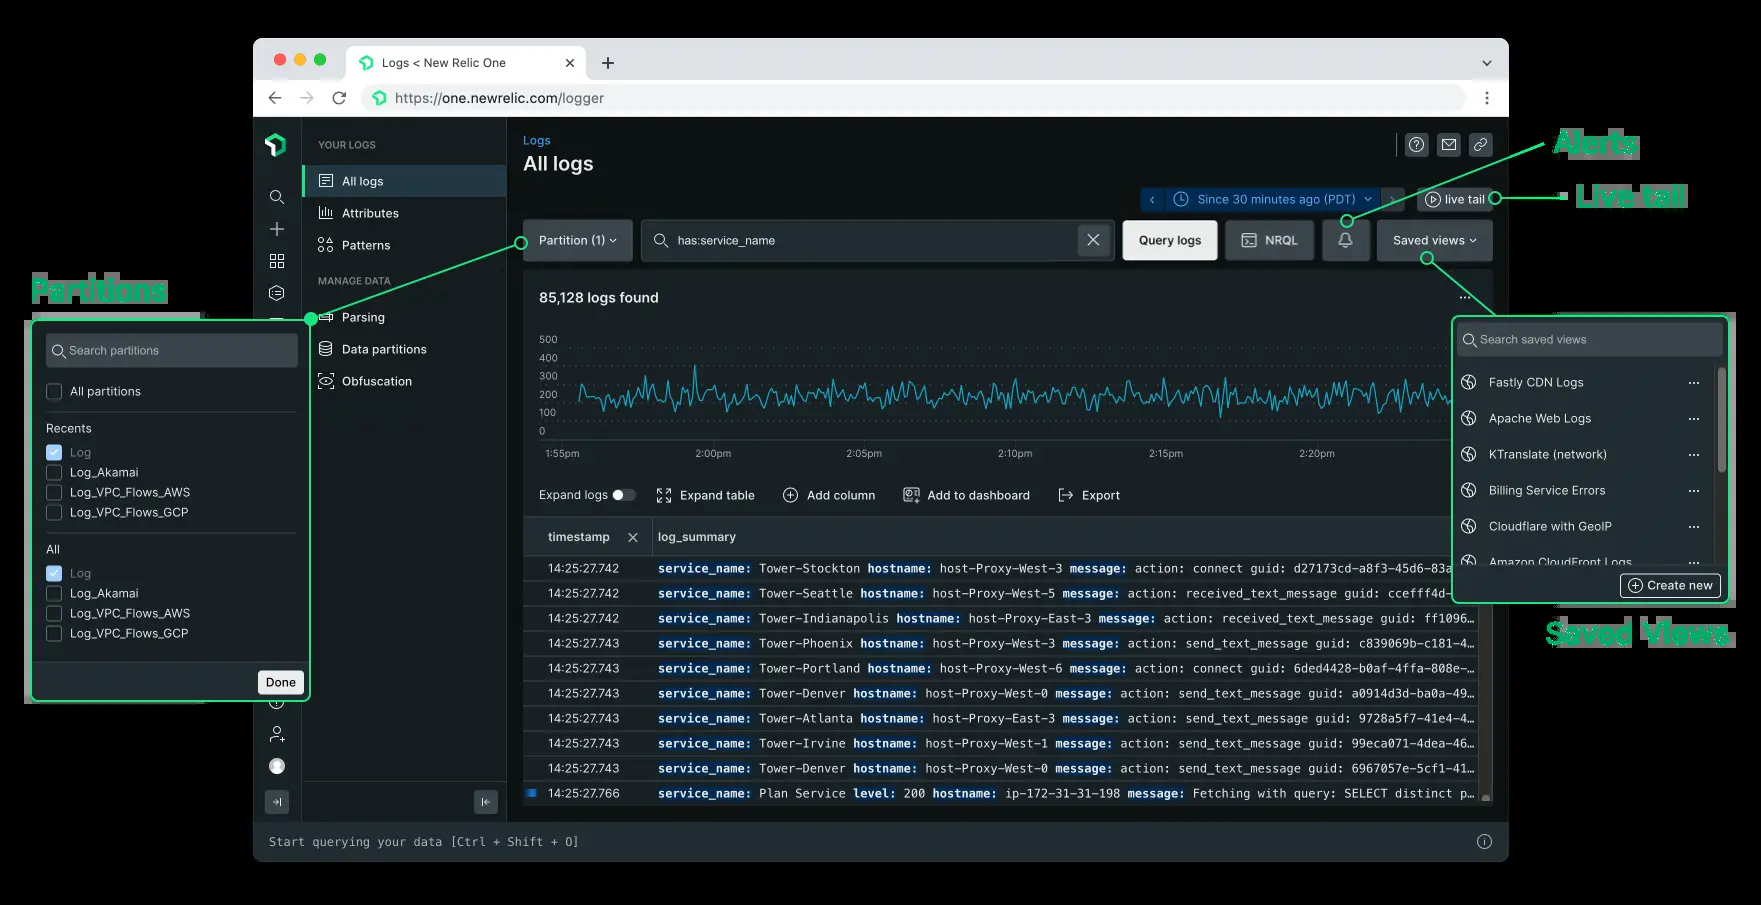 Logs < New Relic One
https://one.newrelic.com/logger
YOUR LOGS
All logs
Attributes
Patterns
MANAGE DATA
Parsing
Data partitions
Obfuscation
Logs
All logs
Alerts
Since 30 minutes ago (PDT)
live tail
Live tail
Partition (1)
has:service_name
Query logs
NRQL
Saved views
Partitions
Search partitions
All partitions
Recents
Log
Log_Akamai
Log_VPC_Flows_AWS
Log_VPC_Flows_GCP
All
Log
Log_Akamai
Log_VPC_Flows_AWS
Log_VPC_Flows_GCP
Done
85,128 logs found
500
400
300
200
100
0
1:55pm 2:00pm 2:05pm 2:10pm 2:15pm 2:20pm
Search saved views
Fastly CDN Logs
Apache Web Logs
KTranslate (network)
Billing Service Errors
Cloudflare with GeoIP
Amazon CloudFront Logs
Create new
Saved Views
Expand logs Expand table Add column Add to dashboard Export
timestamp log_summary
14:25:27.742 service_name: Tower-Stockton hostname: host-Proxy-West-3 message: action: connect guid: d27173cd-a8f3-45d6-83a
14:25:27.742 service_name: Tower-Seattle hostname: host-Proxy-West-5 message: action: received_text_message guid: ccefff4d-
14:25:27.742 service_name: Tower-Indianapolis hostname: host-Proxy-East-3 message: action: received_text_message guid: ff1096…
14:25:27.743 service_name: Tower-Phoenix hostname: host-Proxy-West-3 message: action: send_text_message guid: c839069b-c181-4…
14:25:27.743 service_name: Tower-Portland hostname: host-Proxy-West-6 message: action: connect guid: 6ded4428-b0af-4ffa-808e-…
14:25:27.743 service_name: Tower-Denver hostname: host-Proxy-West-0 message: action: send_text_message guid: a0914d3d-ba0a-49…
14:25:27.743 service_name: Tower-Atlanta hostname: host-Proxy-East-3 message: action: send_text_message guid: 9728a5f7-41e4-4…
14:25:27.743 service_name: Tower-Irvine hostname: host-Proxy-West-1 message: action: send_text_message guid: 99eca071-4dea-46…
14:25:27.743 service_name: Tower-Denver hostname: host-Proxy-West-0 message: action: send_text_message guid: 6967057e-5cf1-41…
14:25:27.766 service_name: Plan Service level: 200 hostname: ip-172-31-31-198 message: Fetching with query: SELECT distinct p…
Start querying your data [Ctrl + Shift + O]